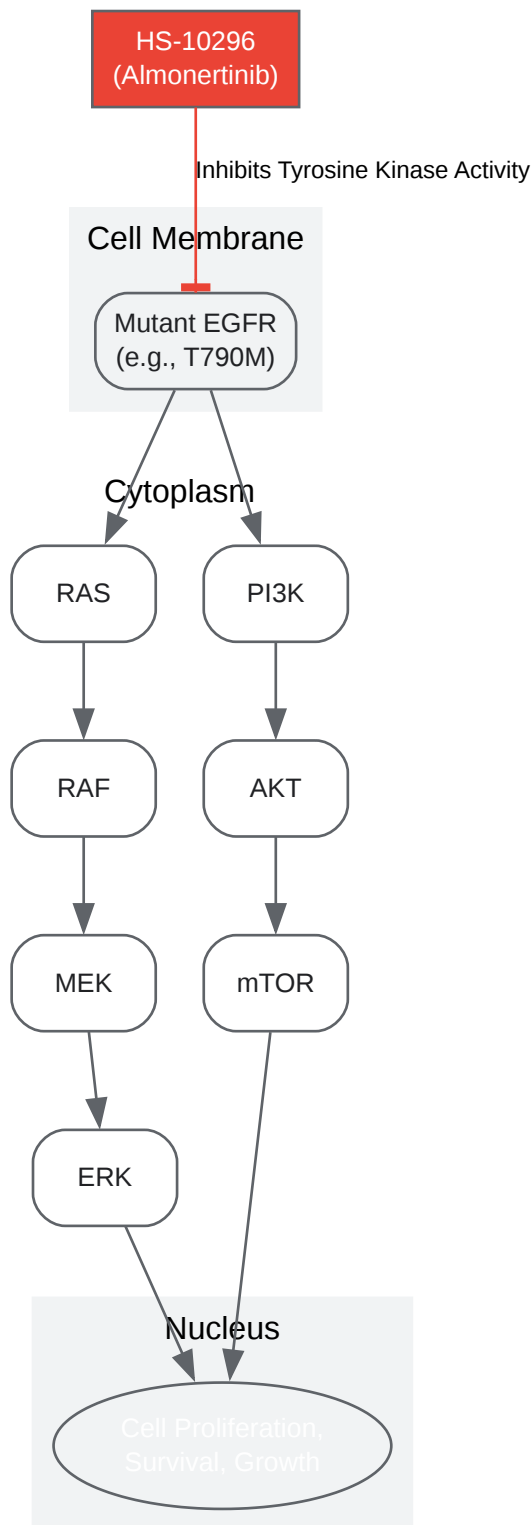 HS-10296
(Almonertinib)
Inhibits Tyrosine Kinase Activity
Cell Membrane
Mutant EGFR
(e.g., T790M)
Cytoplasm
RAS
PI3K
RAF
AKT
MEK
mTOR
ERK
Nucleus
Cell Proliferation,
Survival, Growth